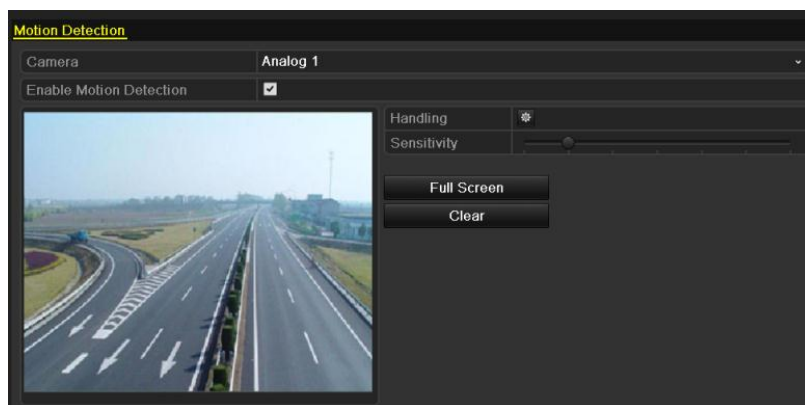 Motion Detection
Camera Analog 1
Enable Motion Detection
Handling
Sensitivity
Full Screen
Clear